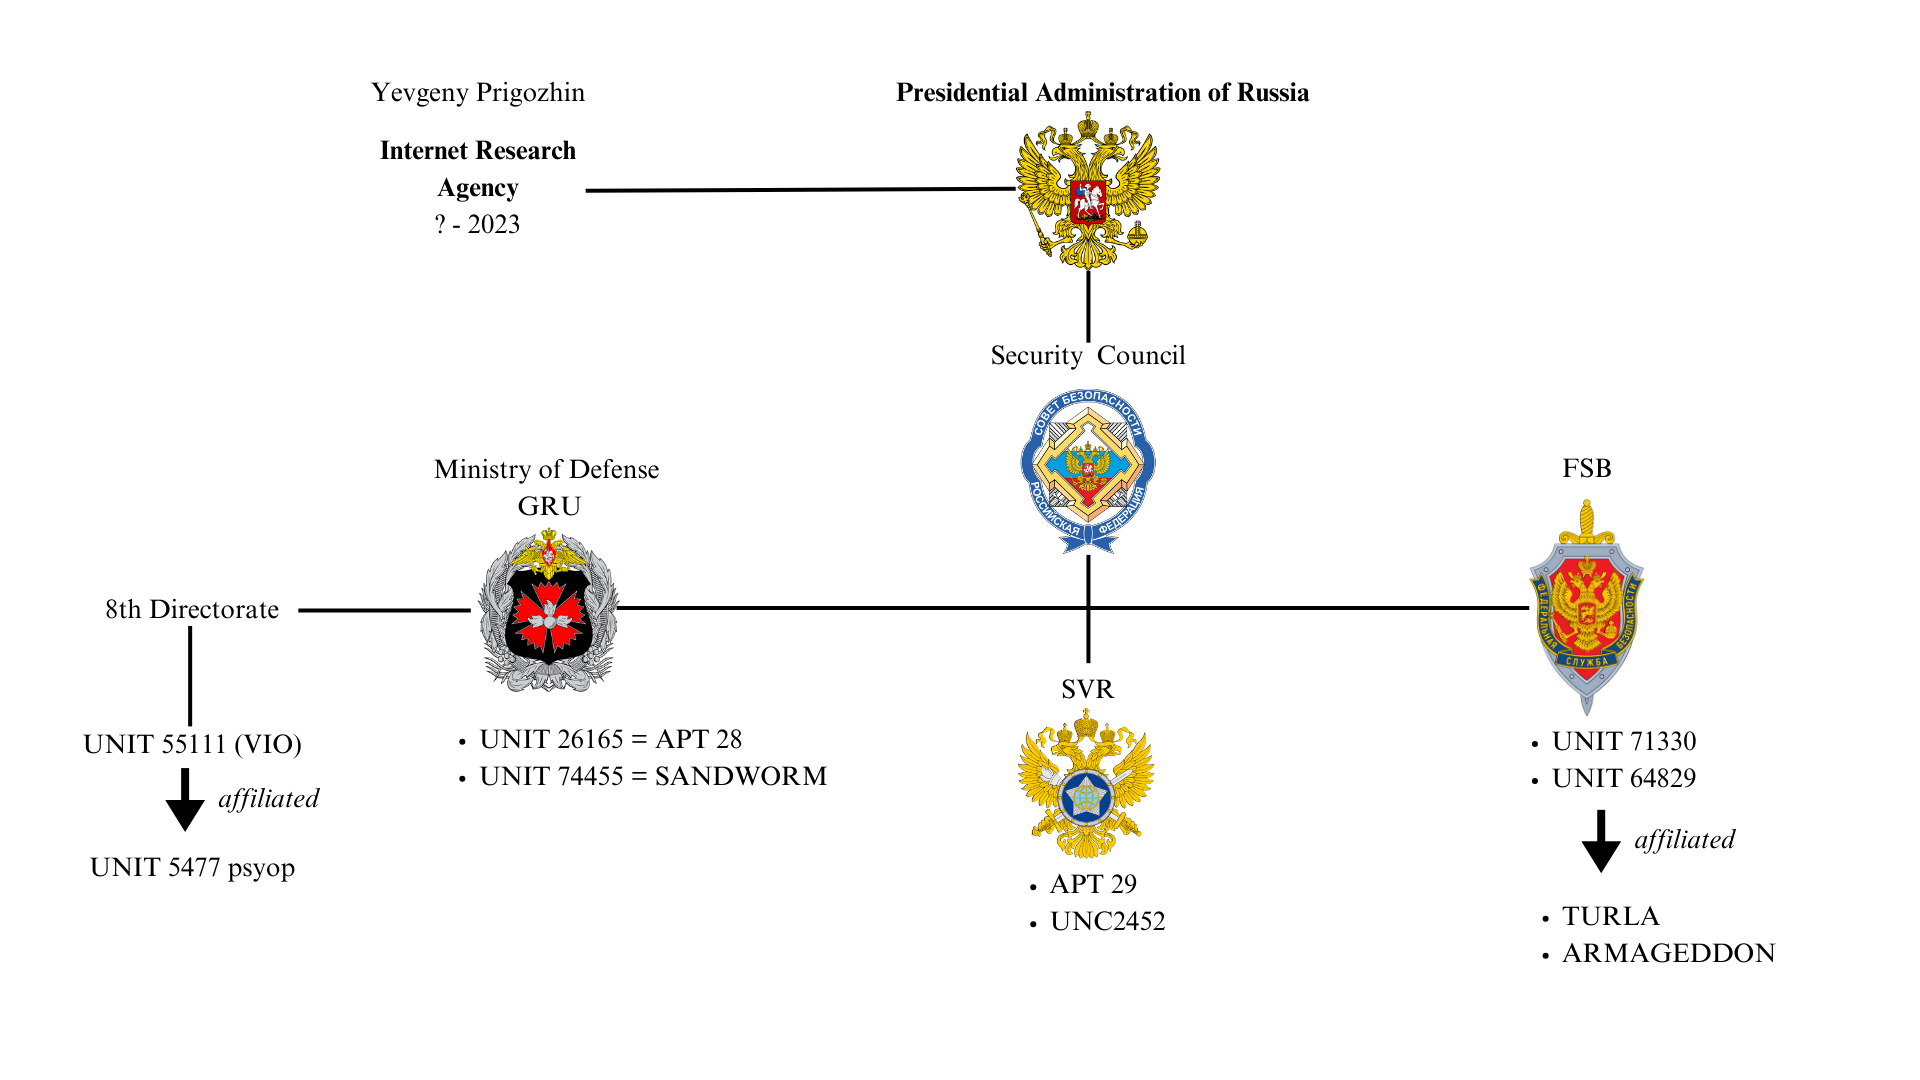 Yevgeny Prigozhin
Internet Research
Agency
? - 2023
Presidential Administration of Russia
Security Council
СОВЕТ БЕЗОПАСНОСТИ
РОССИЙСКАЯ ФЕДЕРАЦИЯ
Ministry of Defense
GRU
FSB
ФЕДЕРАЛЬНАЯ
СЛУЖБА
БЕЗОПАСНОСТИ
8th Directorate
UNIT 55111 (VIO)
affiliated
UNIT 5477 psyop
• UNIT 26165 = APT 28
• UNIT 74455 = SANDWORM
SVR
• APT 29
• UNC2452
• UNIT 71330
• UNIT 64829
affiliated
• TURLA
• ARMAGEDDON